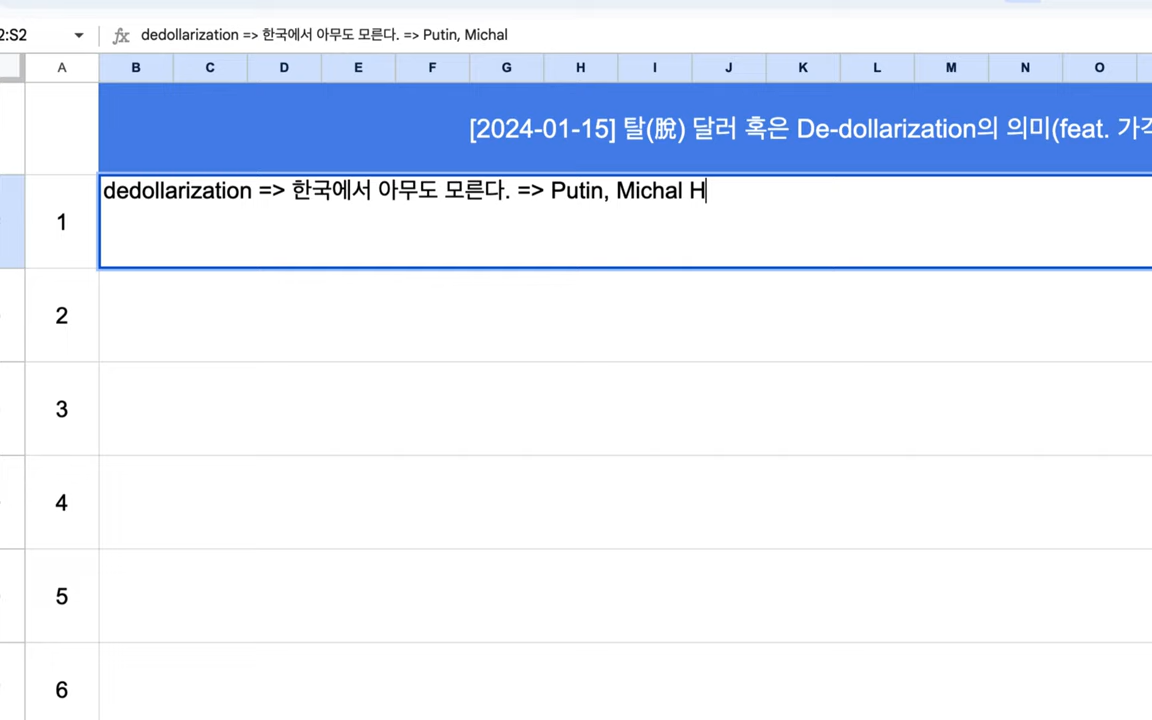 2:S2 fx dedollarization => 한국에서 아무도 모른다. => Putin, Michal
A B C D E F G H I J K L M N O
[2024-01-15] 탈(脫) 달러 혹은 De-dollarization의 의미(feat. 가격
1 dedollarization => 한국에서 아무도 모른다. => Putin, Michal H
2
3
4
5
6